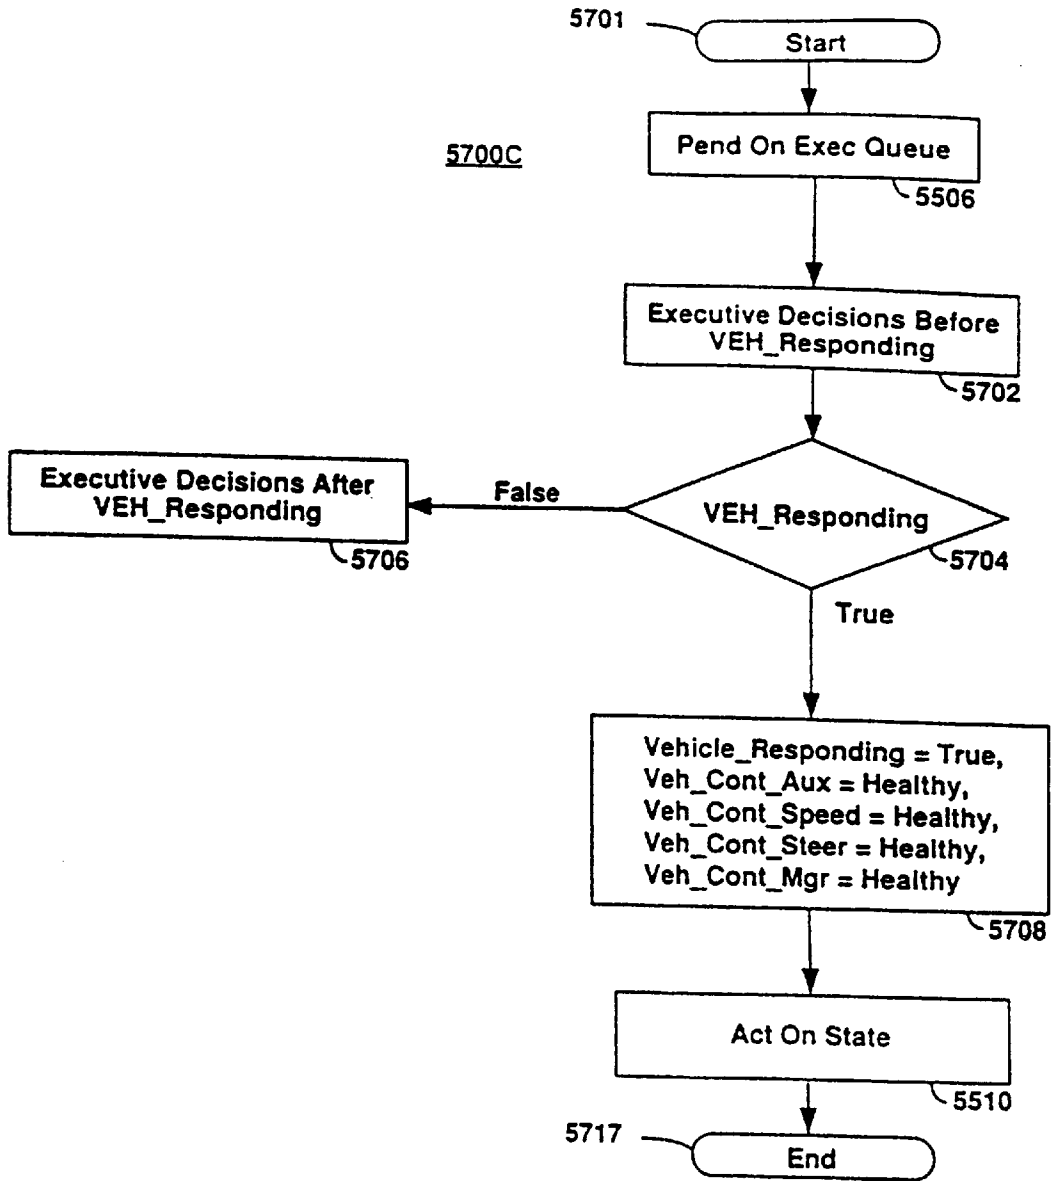 5701
Start
5700C
Pend On Exec Queue
5506
Executive Decisions Before
VEH_Responding
5702
Executive Decisions After
VEH_Responding
5706
False
VEH_Responding
5704
True
Vehicle_Responding = True,
Veh_Cont_Aux = Healthy,
Veh_Cont_Speed = Healthy,
Veh_Cont_Steer = Healthy,
Veh_Cont_Mgr = Healthy
5708
Act On State
5510
5717
End